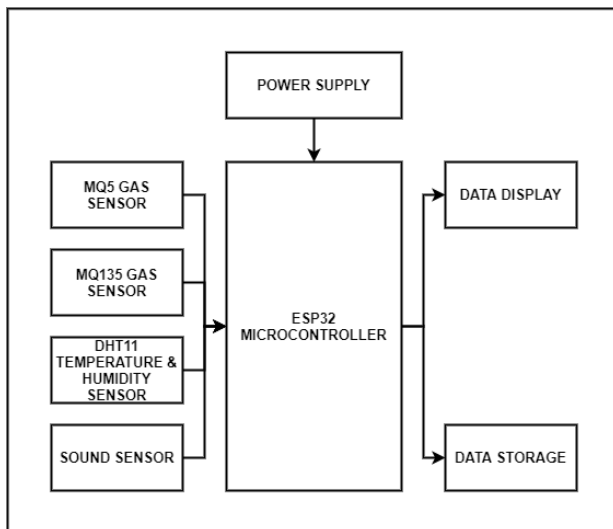 POWER SUPPLY
MQ5 GAS
SENSOR
MQ135 GAS
SENSOR
DHT11
TEMPERATURE &
HUMIDITY
SENSOR
SOUND SENSOR
ESP32
MICROCONTROLLER
DATA DISPLAY
DATA STORAGE